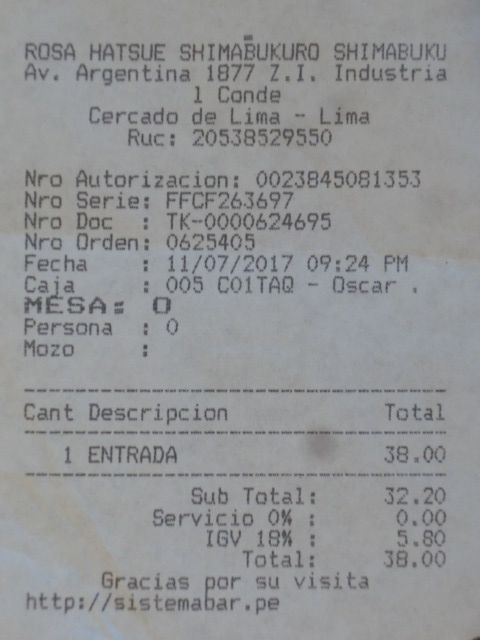 ROSA HATSUE SHIMABUKURO SHIMABUKU
Av. Argentina 1877 Z.I. Industria
l Conde
Cercado de Lima - Lima
Ruc: 20538529550
Nro Autorizacion: 0023845081353
Nro Serie: FFCF263697
Nro Doc : TK-0000624695
Nro Orden: 0625405
Fecha : 11/07/2017 09:24 PM
Caja : 005 C01TAQ - Oscar .
MESA: 0
Persona : 0
Mozo :
Cant Descripcion Total
1 ENTRADA 38.00
Sub Total: 32.20
Servicio 0% : 0.00
IGV 18% : 5.80
Total: 38.00
Gracias por su visita
http://sistemabar.pe